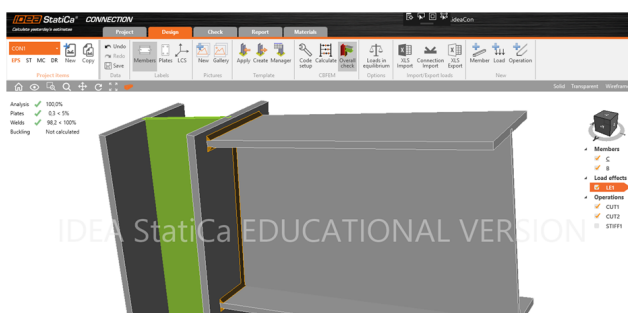 IDEA StatiCa® CONNECTION
Calculate yesterday's estimates
ideaCon
Project Design Check Report Materials
CON1
EPS ST MC DR New Copy
Undo
Redo
Save
Members Plates LCS
New Gallery
Apply Create Manager
Code setup Calculate Overall check
Loads in equilibrium
XLS Import Connection Import XLS Export
Member Load Operation
Project items Data Labels Pictures Template CBFEM Options Import/Export loads New
Solid Transparent Wireframe
Analysis 100,0%
Plates 0,3 < 5%
Welds 98,2 < 100%
Buckling Not calculated
Members
C
B
Load effects
LE1
Operations
CUT1
CUT2
STIFF1
IDEA StatiCa EDUCATIONAL VERSION